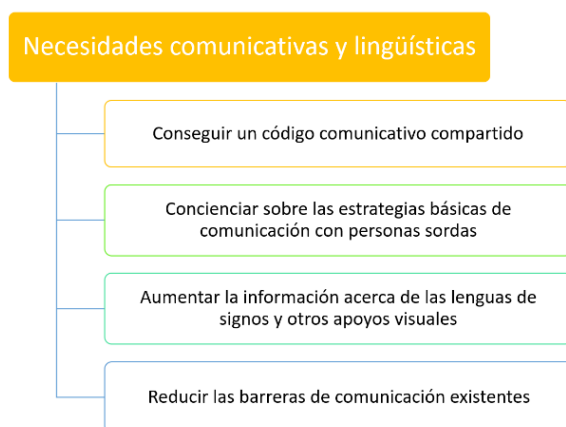 Necesidades comunicativas y lingüísticas
Conseguir un código comunicativo compartido
Concienciar sobre las estrategias básicas de
comunicación con personas sordas
Aumentar la información acerca de las lenguas de
signos y otros apoyos visuales
Reducir las barreras de comunicación existentes